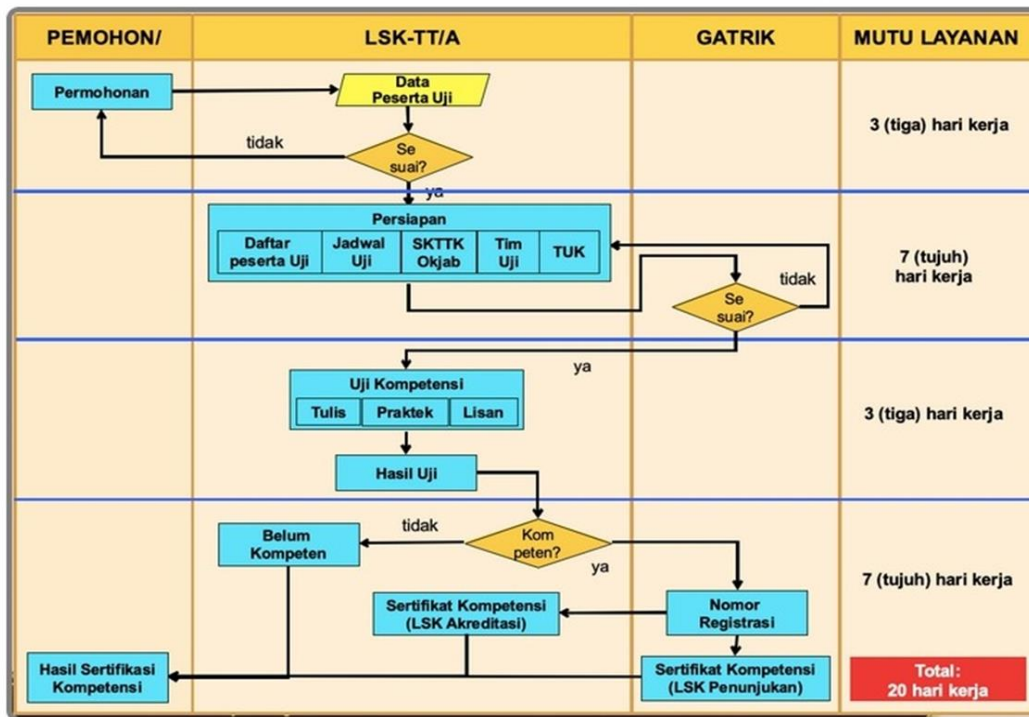 PEMOHON/
LSK-TT/A
GATRIK
MUTU LAYANAN
Permohonan
Data
Peserta Uji
3 (tiga) hari kerja
tidak
Se
suai?
ya
Persiapan
Daftar
peserta Uji
Jadwal
Uji
SKTTK
Okjab
Tim
Uji
TUK
tidak
7 (tujuh)
hari kerja
Se
suai?
ya
Uji Kompetensi
Tulis
Praktek
Lisan
3 (tiga) hari kerja
Hasil Uji
Belum
Kompeten
tidak
Kom
peten?
ya
7 (tujuh) hari kerja
Sertifikat Kompetensi
(LSK Akreditasi)
Nomor
Registrasi
Hasil Sertifikasi
Kompetensi
Sertifikat Kompetensi
(LSK Penunjukan)
Total:
20 hari kerja